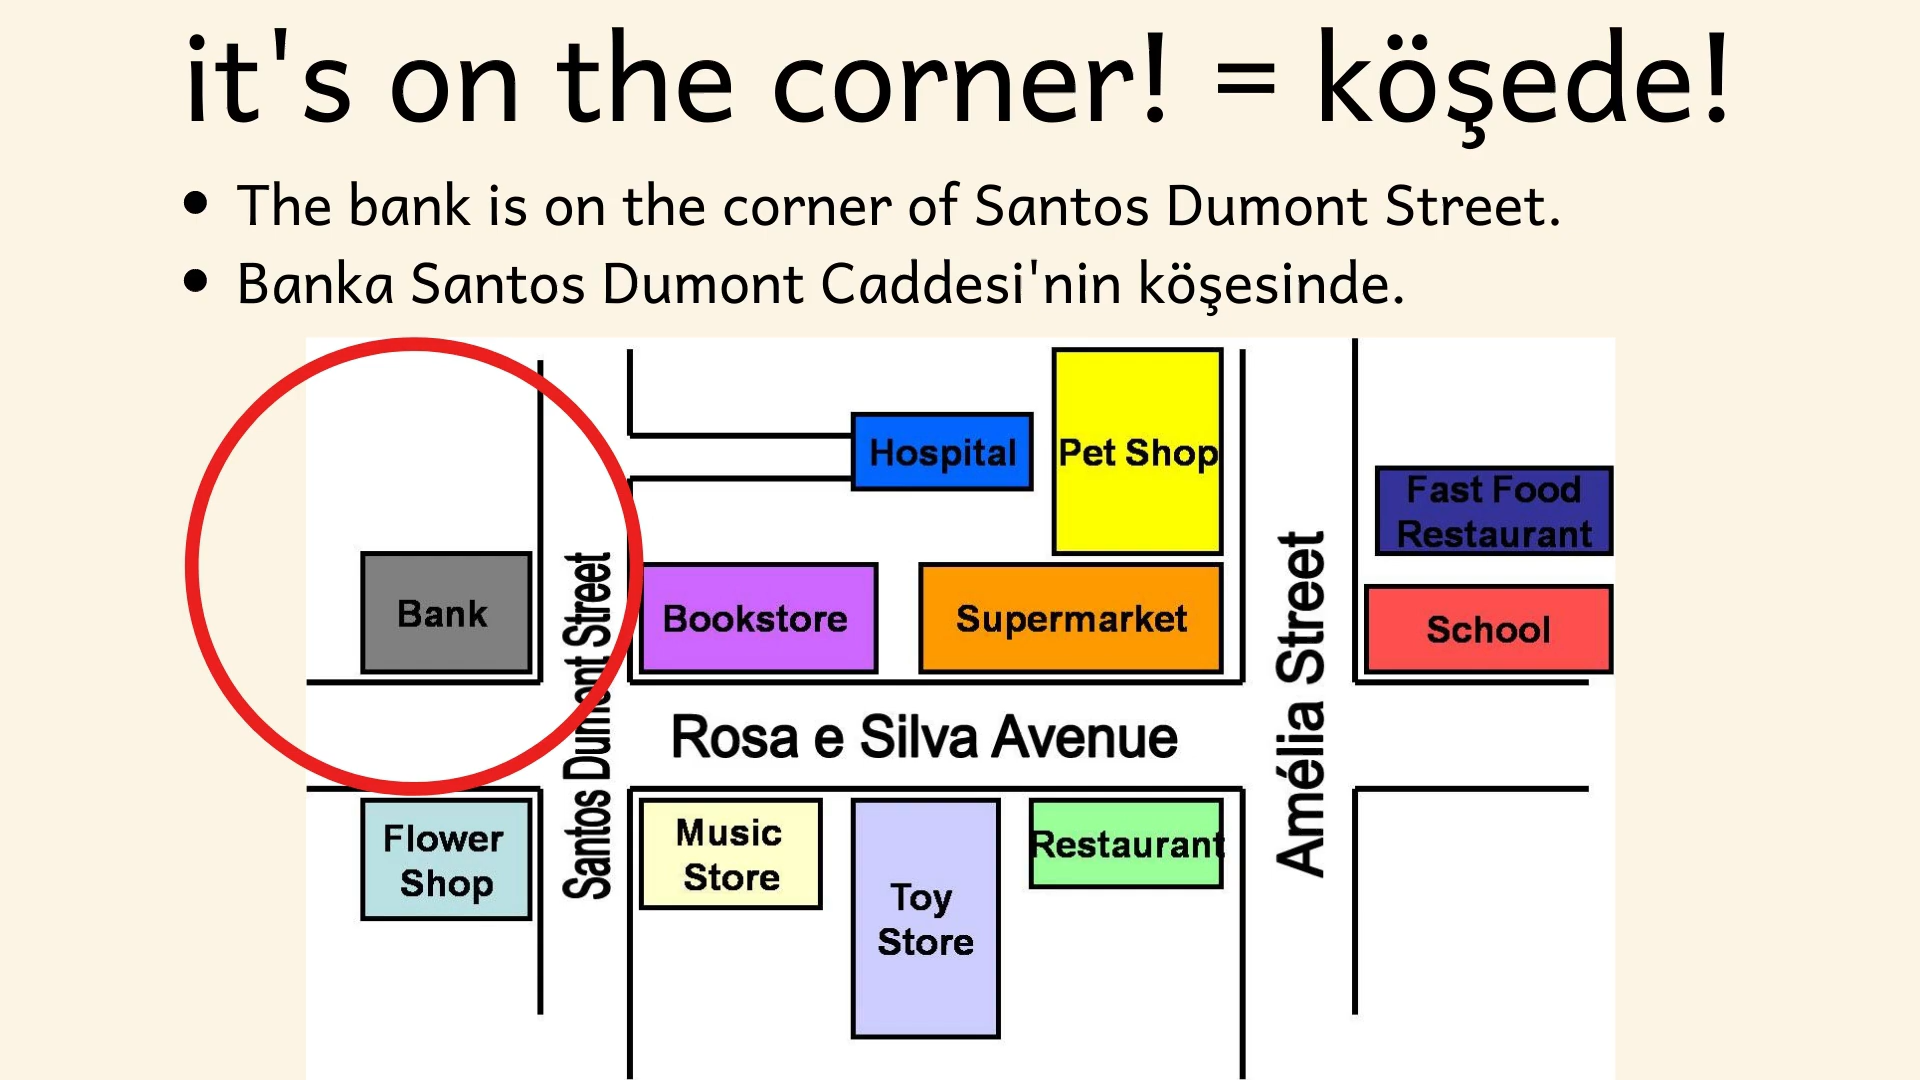 it's on the corner! = köşede!
• The bank is on the corner of Santos Dumont Street.
• Banka Santos Dumont Caddesi'nin köşesinde.
Hospital
Pet Shop
Fast Food
Restaurant
Bank
Santos Dumont Street
Bookstore
Supermarket
Amélia Street
School
Rosa e Silva Avenue
Flower
Shop
Music
Store
Toy
Store
Restaurant